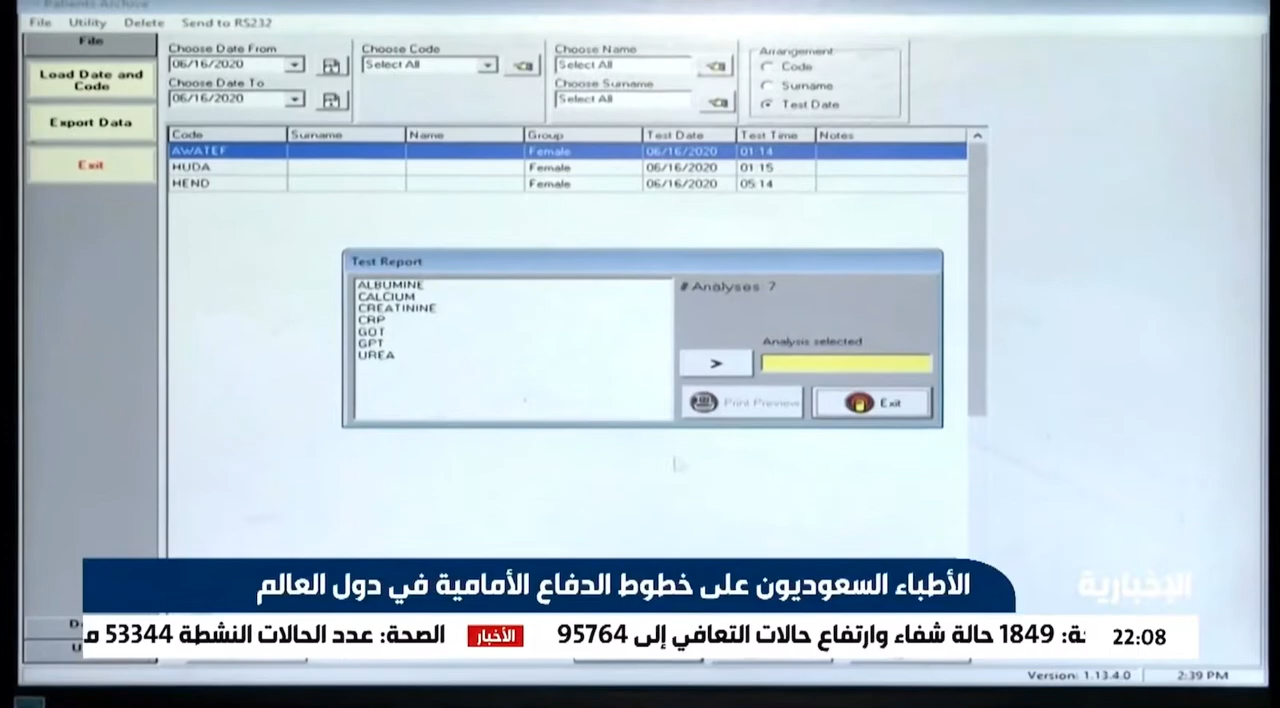 Patients Archive
File Utility Delete Send to RS232
File
Load Date and
Code
Export Data
Exit
Choose Date From
06/16/2020
Choose Date To
06/16/2020
Choose Code
Select All
Choose Name
Select All
Choose Surname
Select All
Arrangement
Code
Surname
Test Date
Code Surname Name Group Test Date Test Time Notes
AWATEF Female 06/16/2020 01:14
HUDA Female 06/16/2020 01:15
HEND Female 06/16/2020 05:14
Test Report
ALBUMINE
CALCIUM
CREATININE
CRP
GOT
GPT
UREA
# Analyses 7
Analysis selected
>
Print Preview
Exit
الأطباء السعوديون على خطوط الدفاع الأمامية في دول العالم
الإخبارية
22:08 ـة: 1849 حالة شفاء وارتفاع حالات التعافي إلى 95764 الأخبار الصحة: عدد الحالات النشطة 53344 مـ
Version: 1.13.4.0 2:39 PM